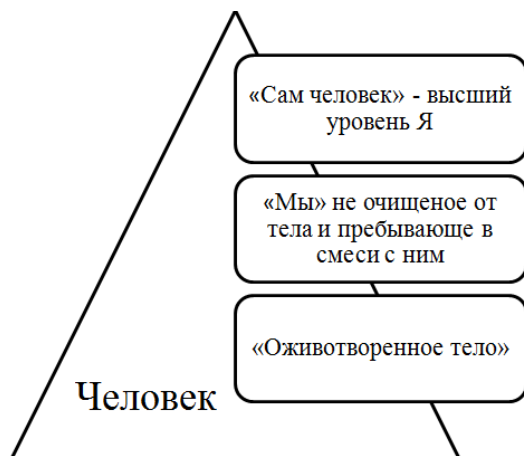 «Сам человек» - высший
уровень Я
«Мы» не очищеное от
тела и пребывающе в
смеси с ним
«Оживотворенное тело»
Человек